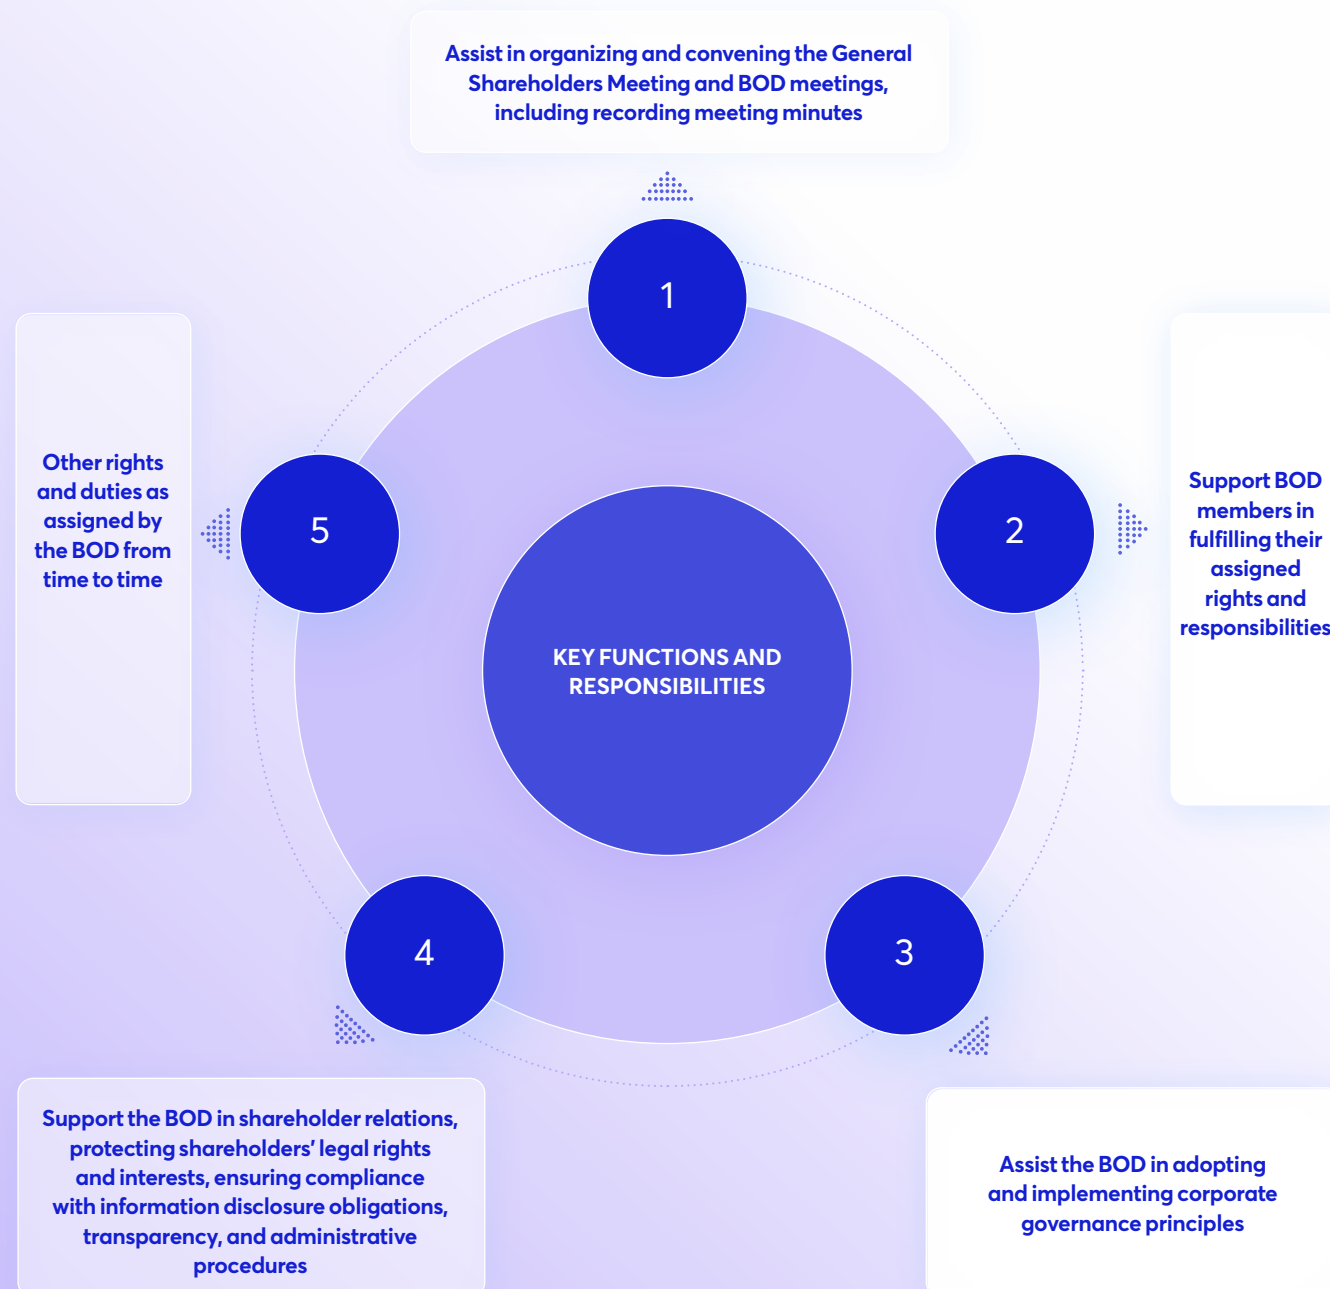 Assist in organizing and convening the General
Shareholders Meeting and BOD meetings,
including recording meeting minutes
1
2
Support BOD
members in
fulfilling their
assigned
rights and
responsibilities
3
Assist the BOD in adopting
and implementing corporate
governance principles
4
Support the BOD in shareholder relations,
protecting shareholders’ legal rights
and interests, ensuring compliance
with information disclosure obligations,
transparency, and administrative
procedures
5
Other rights
and duties as
assigned by
the BOD from
time to time
KEY FUNCTIONS AND
RESPONSIBILITIES